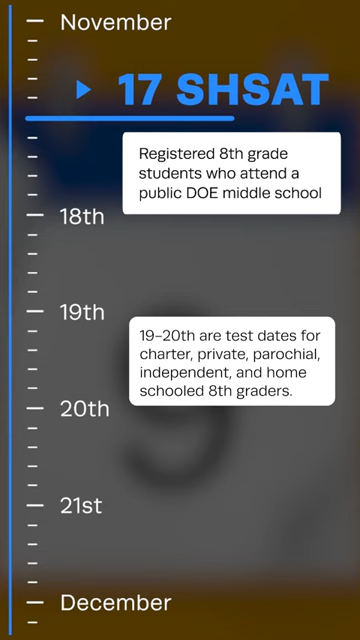 November
17 SHSAT
Registered 8th grade
students who attend a
public DOE middle school
18th
19th
19-20th are test dates for
charter, private, parochial,
independent, and home
schooled 8th graders.
20th
21st
December
9